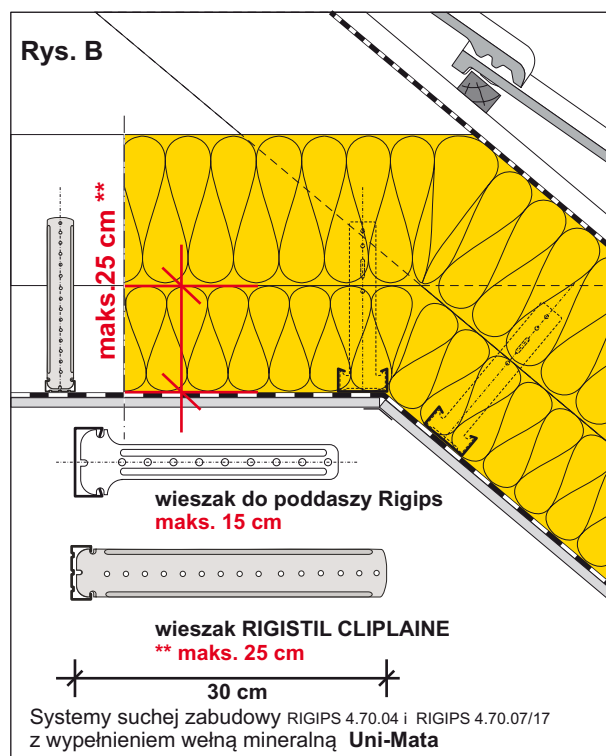 Rys. B
maks.25 cm **
wieszak do poddaszy Rigips
maks. 15 cm
wieszak RIGISTIL CLIPLAINE
** maks. 25 cm
30 cm
Systemy suchej zabudowy RIGIPS 4.70.04 i RIGIPS 4.70.07/17
z wypełnieniem wełną mineralną Uni-Mata